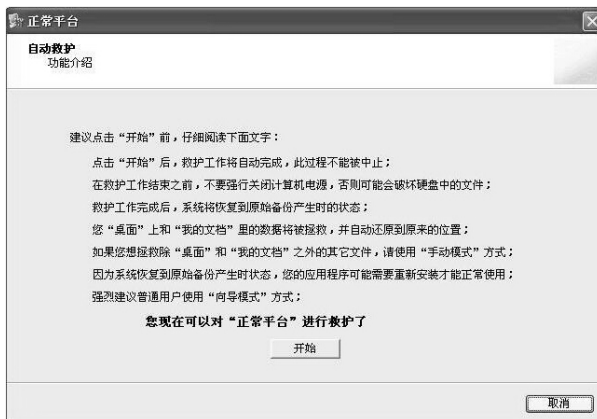 正常平台
自动救护
功能介绍
建议点击“开始”前，仔细阅读下面文字：
点击“开始”后，救护工作将自动完成，此过程不能被中止；
在救护工作结束之前，不要强行关闭计算机电源，否则可能会破坏硬盘中的文件；
救护工作完成后，系统将恢复到原始备份产生时的状态；
您“桌面”上和“我的文档”里的数据将被拯救，并自动还原到原来的位置；
如果您想拯救除“桌面”和“我的文档”之外的其它文件，请使用“手动模式”方式；
因为系统恢复到原始备份产生时状态，您的应用程序可能需要重新安装才能正常使用；
强烈建议普通用户使用“向导模式”方式；
您现在可以对“正常平台”进行救护了
开始
取消